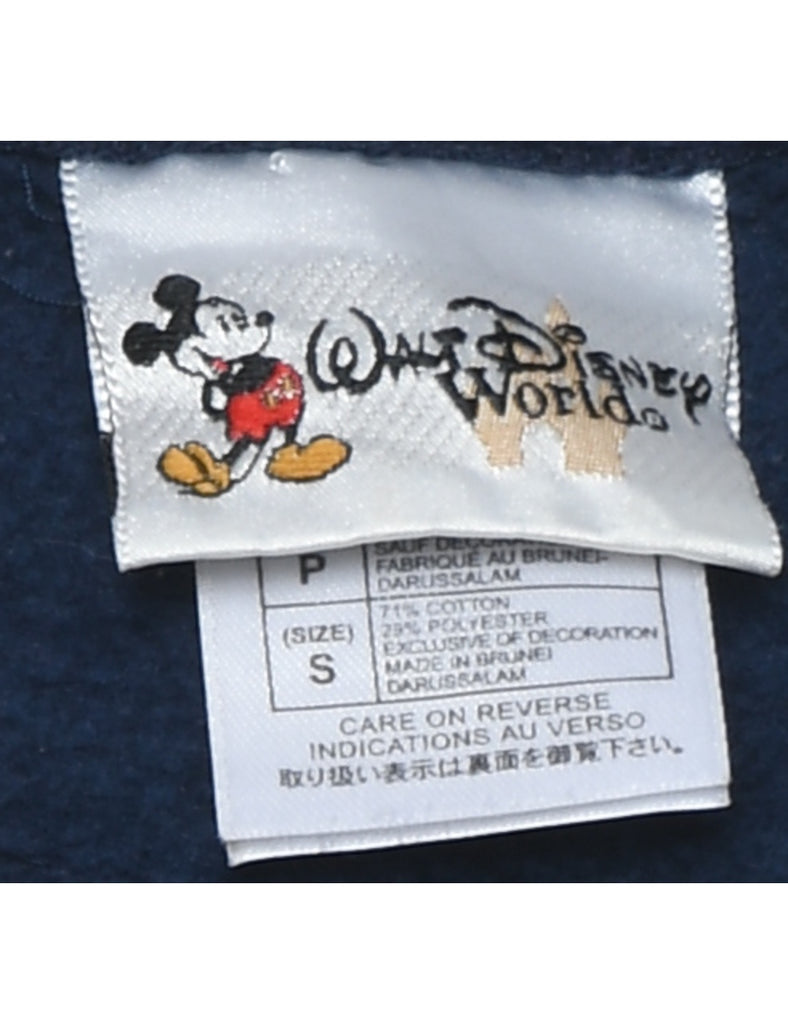 WALT DISNEY
World®
P
SAUF DECORA
FABRIQUÉ AU BRUNEI-
DARUSSALAM
(SIZE)
S
71% COTTON
29% POLYESTER
EXCLUSIVE OF DECORATION
MADE IN BRUNEI
DARUSSALAM
CARE ON REVERSE
INDICATIONS AU VERSO
取り扱い表示は裏面を御覧下さい。